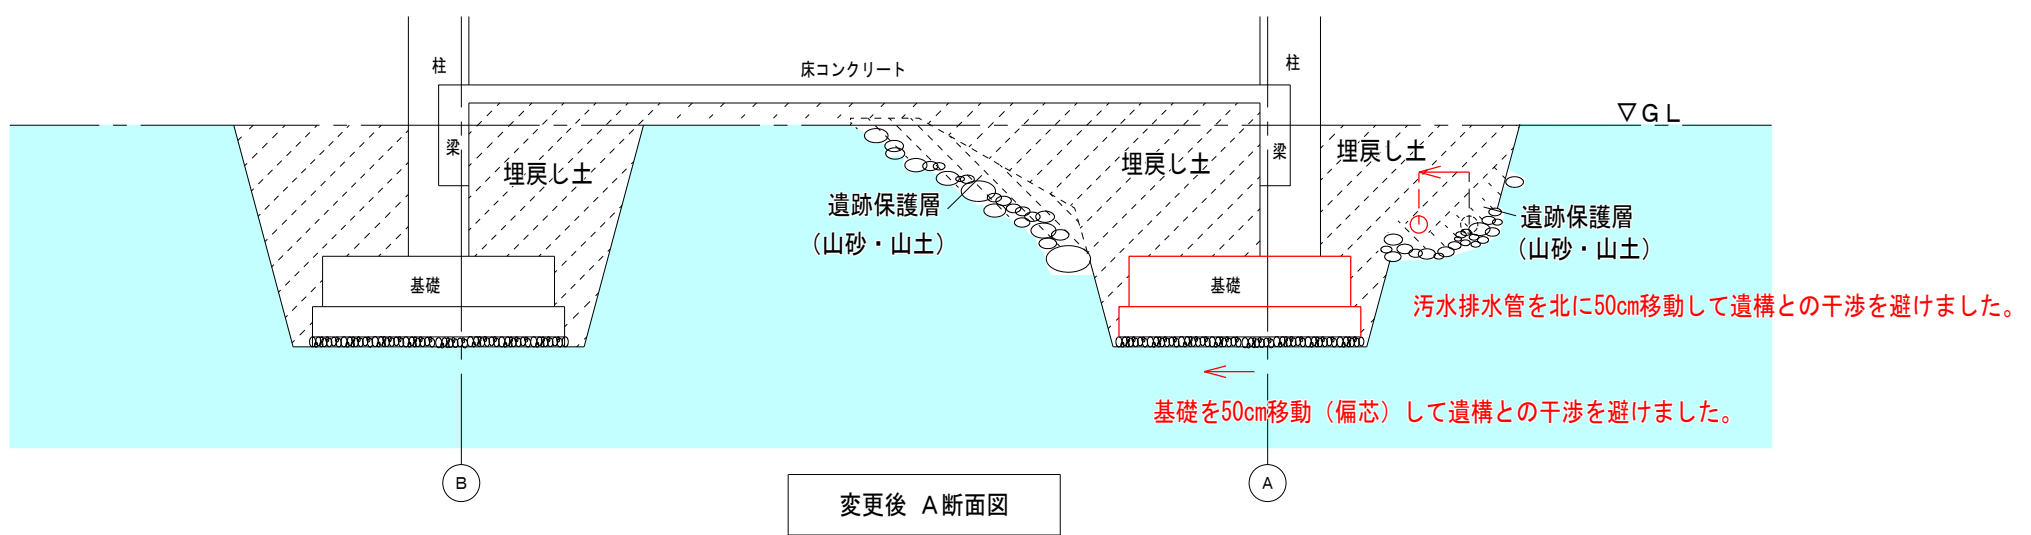 柱
床コンクリート
柱
▽GL
梁
埋戻し土
埋戻し土
梁
埋戻し土
遺跡保護層
(山砂・山土)
遺跡保護層
(山砂・山土)
基礎
基礎
汚水排水管を北に50cm移動して遺構との干渉を避けました。
基礎を50cm移動（偏芯）して遺構との干渉を避けました。
B
A
変更後 A断面図